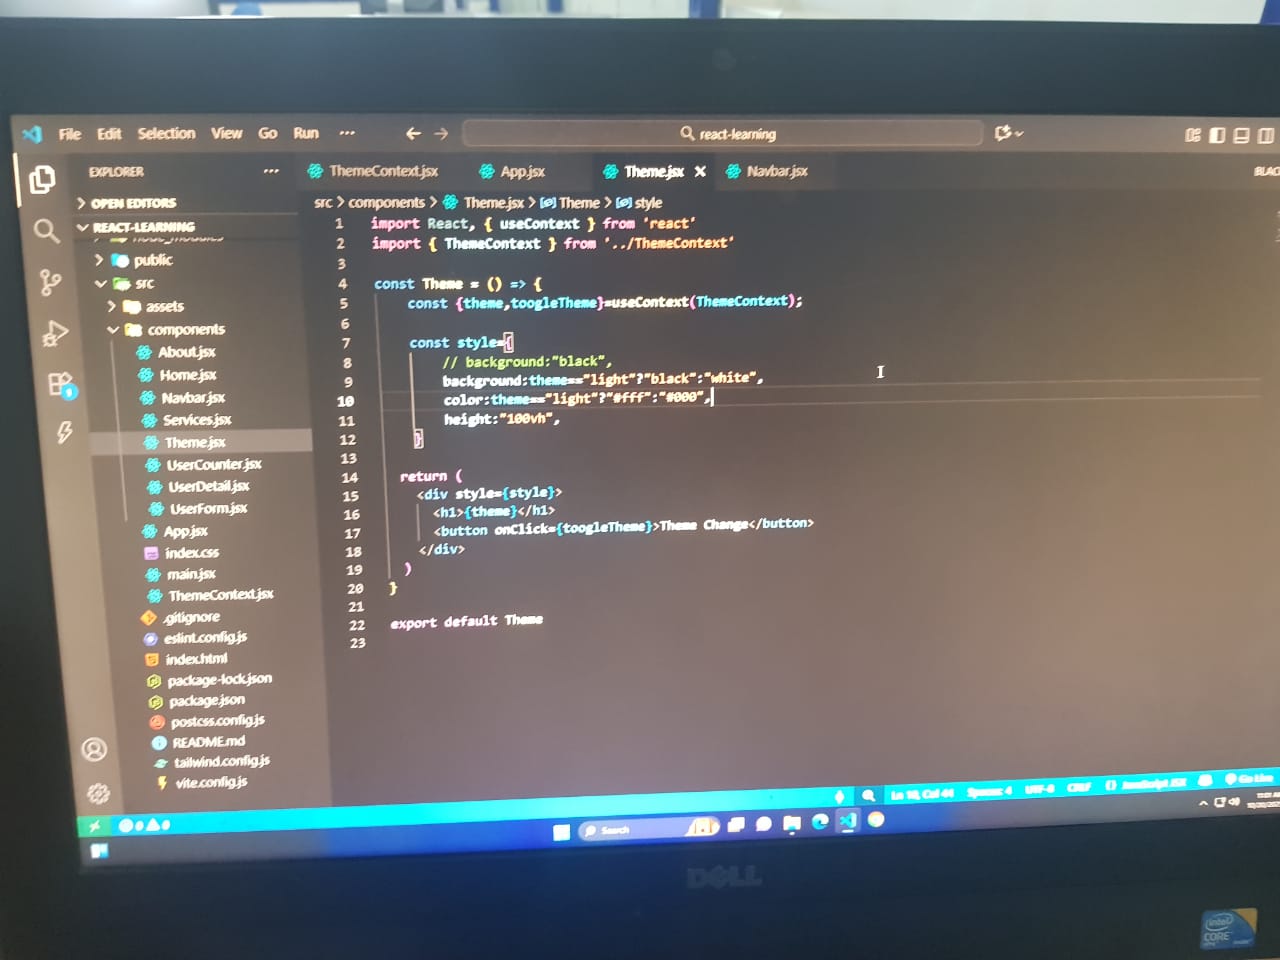 File Edit Selection View Go Run ··· ← → react-learning
EXPLORER ···
ThemeContext.jsx App.jsx Theme.jsx × Navbar.jsx
OPEN EDITORS
REACT-LEARNING
node_modules
public
src
assets
components
About.jsx
Home.jsx
Navbar.jsx
Services.jsx
Theme.jsx
UserCounter.jsx
UserDetail.jsx
UserForm.jsx
App.jsx
index.css
main.jsx
ThemeContext.jsx
.gitignore
eslint.config.js
index.html
package-lock.json
package.json
postcss.config.js
README.md
tailwind.config.js
vite.config.js
src > components > Theme.jsx > Theme > style
1 import React, { useContext } from 'react'
2 import { ThemeContext } from '../ThemeContext'
3
4 const Theme = () => {
5 const {theme,toogleTheme}=useContext(ThemeContext);
6
7 const style={
8 // background:"black",
9 background:theme=="light"?"black":"white",
10 color:theme=="light"?"#fff":"#000",
11 height:"100vh",
12 }
13
14 return (
15 <div style={style}>
16 <h1>{theme}</h1>
17 <button onClick={toogleTheme}>Theme Change</button>
18 </div>
19 )
20 }
21
22 export default Theme
23
0 0
Ln 10, Col 44 Spaces: 4 UTF-8 CRLF {} JavaScript JSX Go Live
Search
DELL
intel
CORE